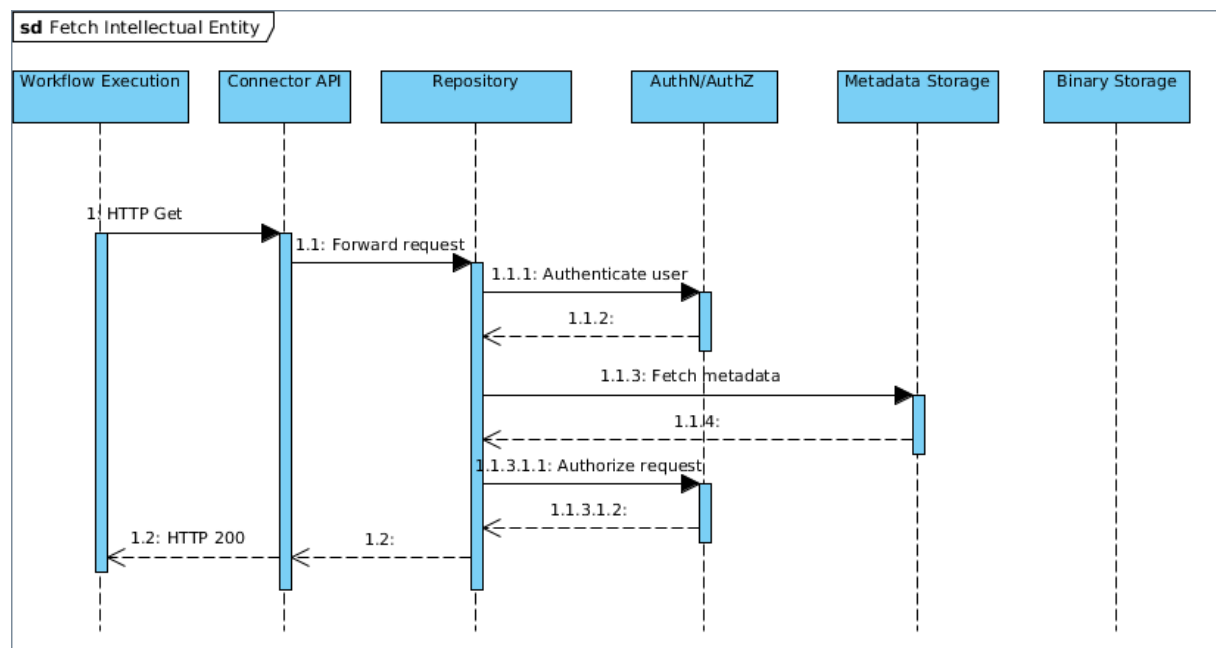 sd Fetch Intellectual Entity
Workflow Execution
Connector API
Repository
AuthN/AuthZ
Metadata Storage
Binary Storage
1: HTTP Get
1.1: Forward request
1.1.1: Authenticate user
1.1.2:
1.1.3: Fetch metadata
1.1.4:
1.1.3.1.1: Authorize request
1.1.3.1.2:
1.2: HTTP 200
1.2: